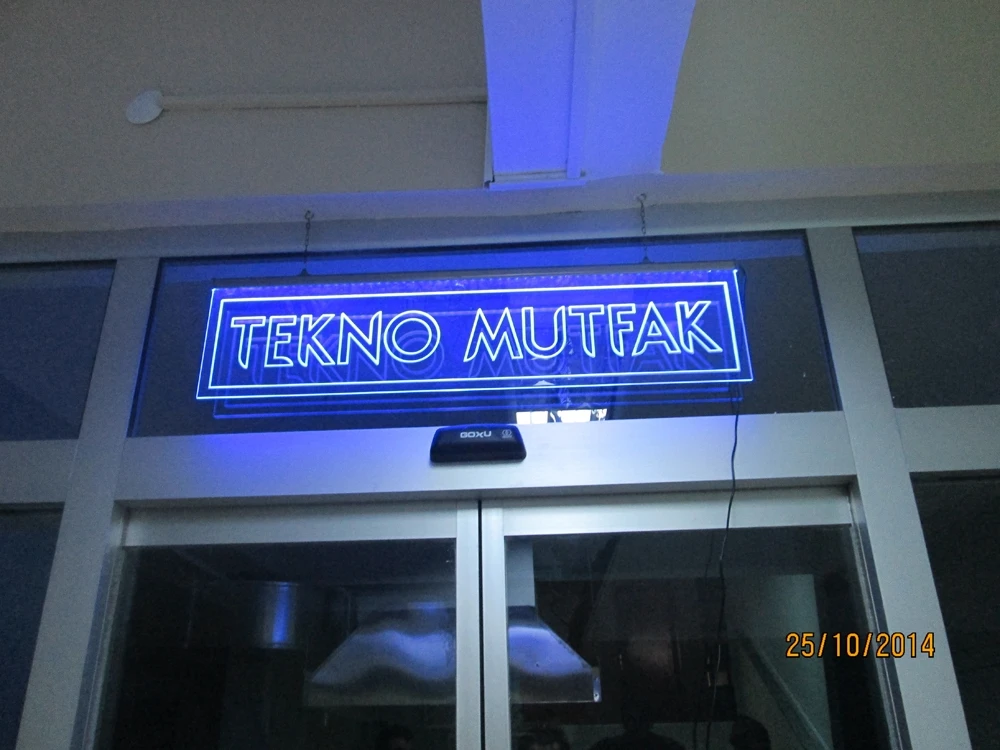 TEKNO MUTFAK
GOXU
25/10/2014